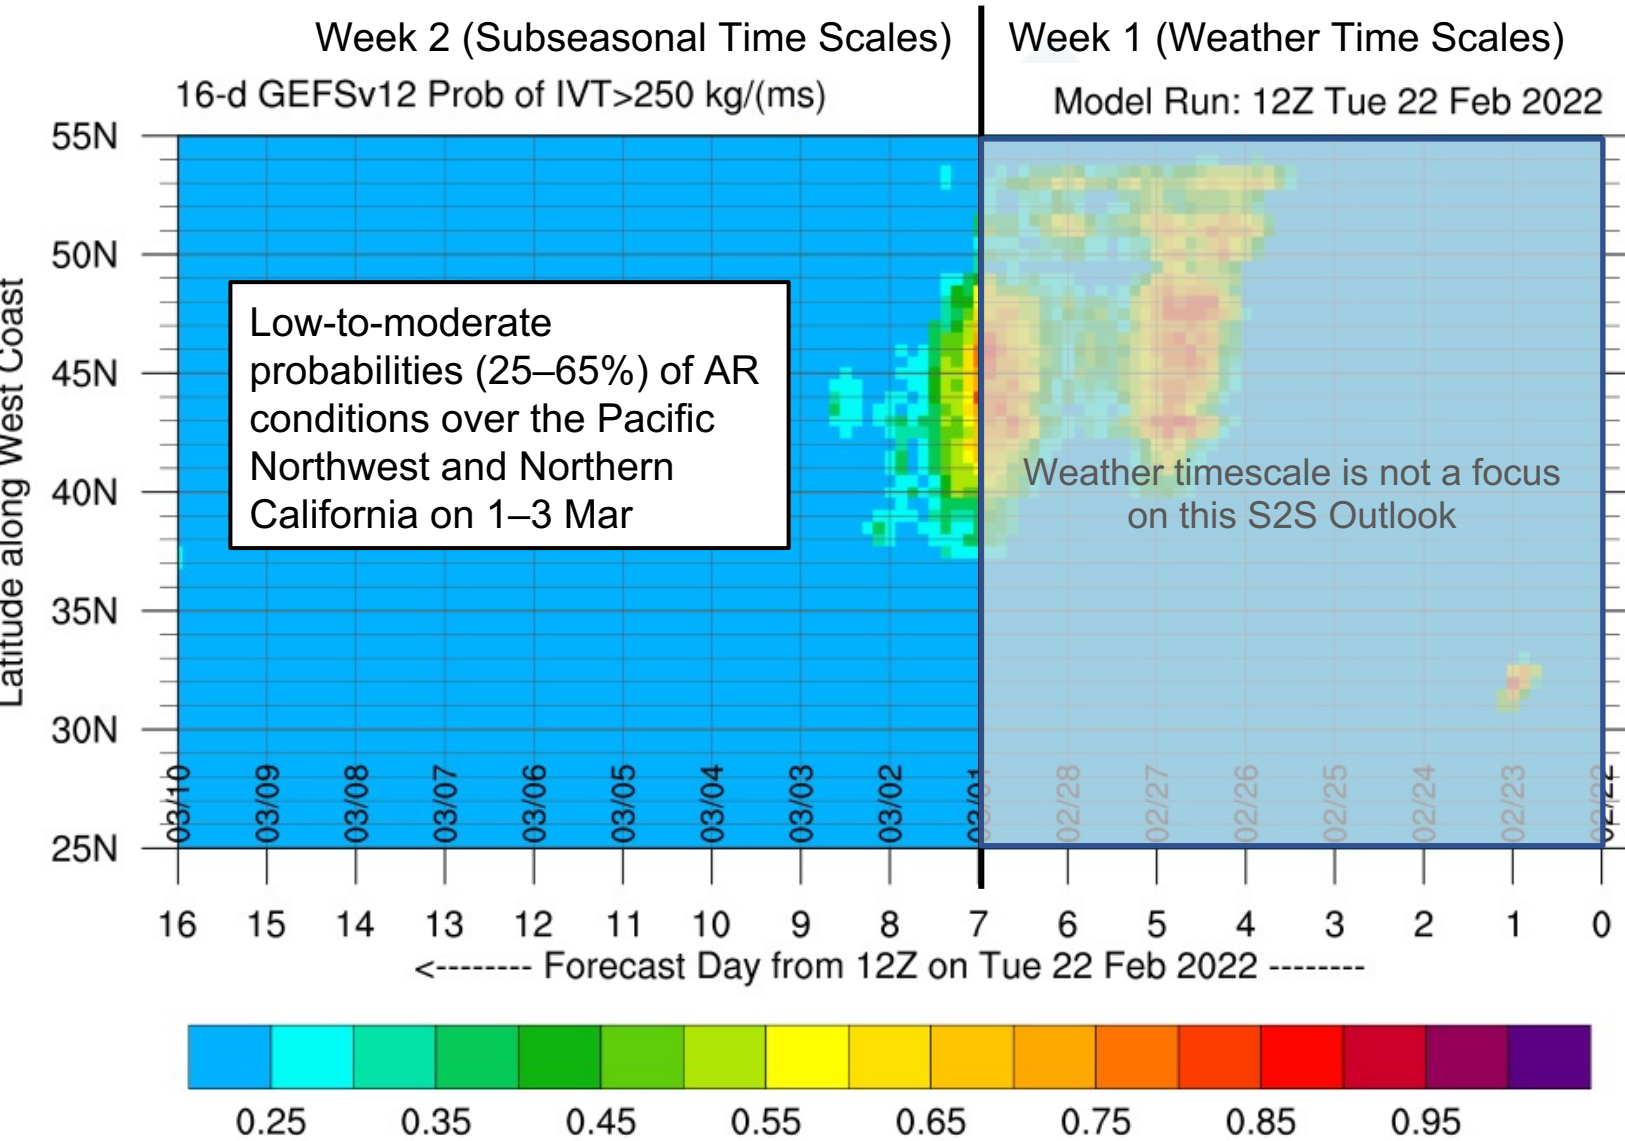 Week 2 (Subseasonal Time Scales)
Week 1 (Weather Time Scales)
16-d GEFSv12 Prob of IVT>250 kg/(ms)
Model Run: 12Z Tue 22 Feb 2022
Latitude along West Coast
55N
50N
45N
40N
35N
30N
25N
Low-to-moderate
probabilities (25–65%) of AR
conditions over the Pacific
Northwest and Northern
California on 1–3 Mar
Weather timescale is not a focus
on this S2S Outlook
03/10
03/09
03/08
03/07
03/06
03/05
03/04
03/03
03/02
03/01
02/28
02/27
02/26
02/25
02/24
02/23
02/22
16 15 14 13 12 11 10 9 8 7 6 5 4 3 2 1 0
<-------- Forecast Day from 12Z on Tue 22 Feb 2022 --------
0.25 0.35 0.45 0.55 0.65 0.75 0.85 0.95